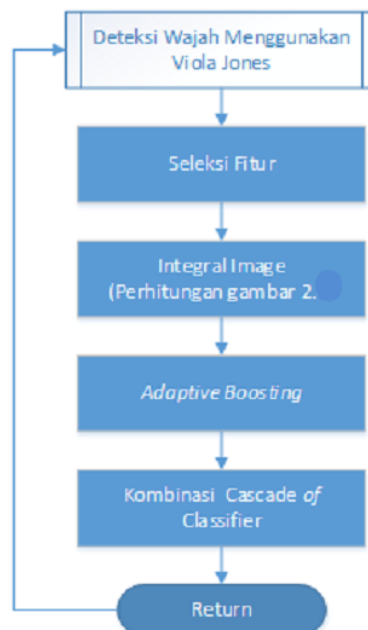 Deteksi Wajah Menggunakan
Viola Jones
Seleksi Fitur
Integral Image
(Perhitungan gambar 2.
Adaptive Boosting
Kombinasi Cascade of
Classifier
Return